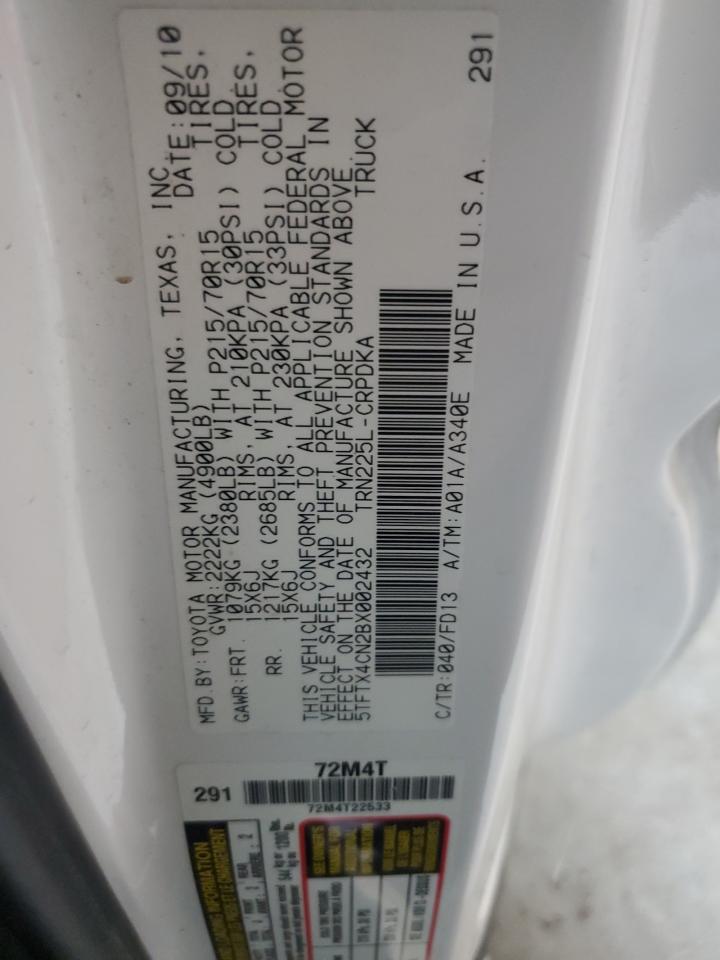 MFD.BY:TOYOTA MOTOR MANUFACTURING, TEXAS, INC.
GVWR:2222KG (4900LB) DATE:09/10
GAWR:FRT. 1079KG (2380LB) WITH P215/70R15 TIRES,
15X6J RIMS, AT 210KPA (30PSI) COLD
RR. 1217KG (2685LB) WITH P215/70R15 TIRES,
15X6J RIMS, AT 230KPA (33PSI) COLD
THIS VEHICLE CONFORMS TO ALL APPLICABLE FEDERAL MOTOR
VEHICLE SAFETY AND THEFT PREVENTION STANDARDS IN
EFFECT ON THE DATE OF MANUFACTURE SHOWN ABOVE.
5TFTX4CN2BX002432 TRN225L-CRPDKA TRUCK
C/TR:040/FD13 A/TM:A01A/A340E MADE IN U.S.A. 291
72M4T
291
72M4T22533
INFORMATION